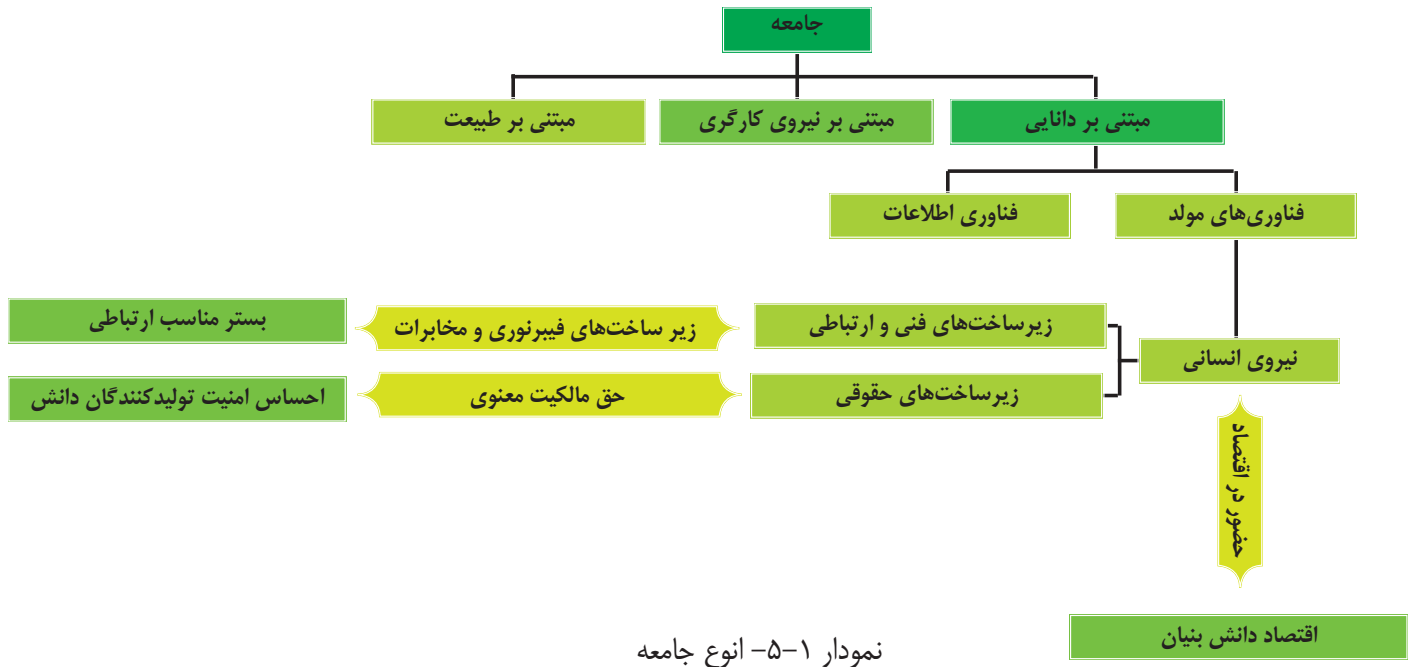 جامعه
مبتنی بر دانایی
مبتنی بر نیروی کارگری
مبتنی بر طبیعت
فناوری‌های مولد
فناوری اطلاعات
نیروی انسانی
زیرساخت‌های فنی و ارتباطی
زیر ساخت‌های فیبرنوری و مخابرات
بستر مناسب ارتباطی
زیرساخت‌های حقوقی
حق مالکیت معنوی
احساس امنیت تولیدکنندگان دانش
حضور در اقتصاد
اقتصاد دانش بنیان
نمودار ۱-۵- انوع جامعه